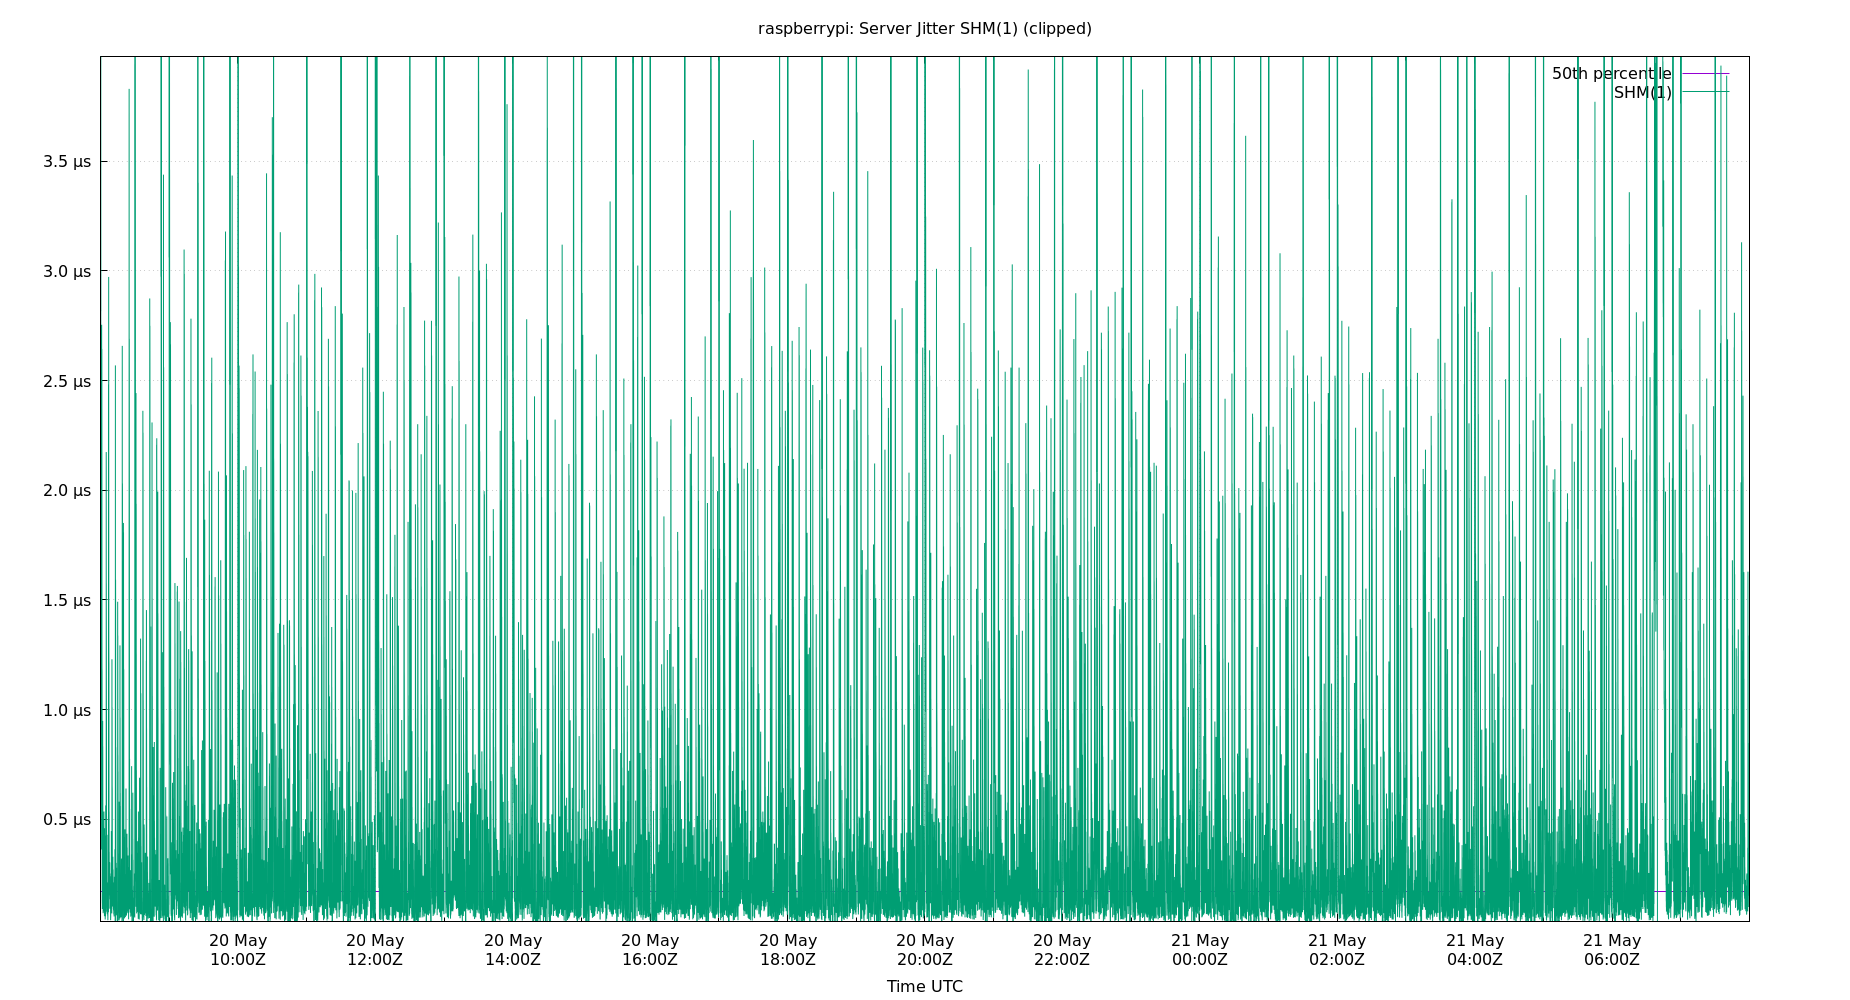 raspberrypi: Server Jitter SHM(1) (clipped)
50th percentile
SHM(1)
3.5 µs
3.0 µs
2.5 µs
2.0 µs
1.5 µs
1.0 µs
0.5 µs
20 May 20 May 20 May 20 May 20 May 20 May 20 May 21 May 21 May 21 May 21 May
10:00Z 12:00Z 14:00Z 16:00Z 18:00Z 20:00Z 22:00Z 00:00Z 02:00Z 04:00Z 06:00Z
Time UTC